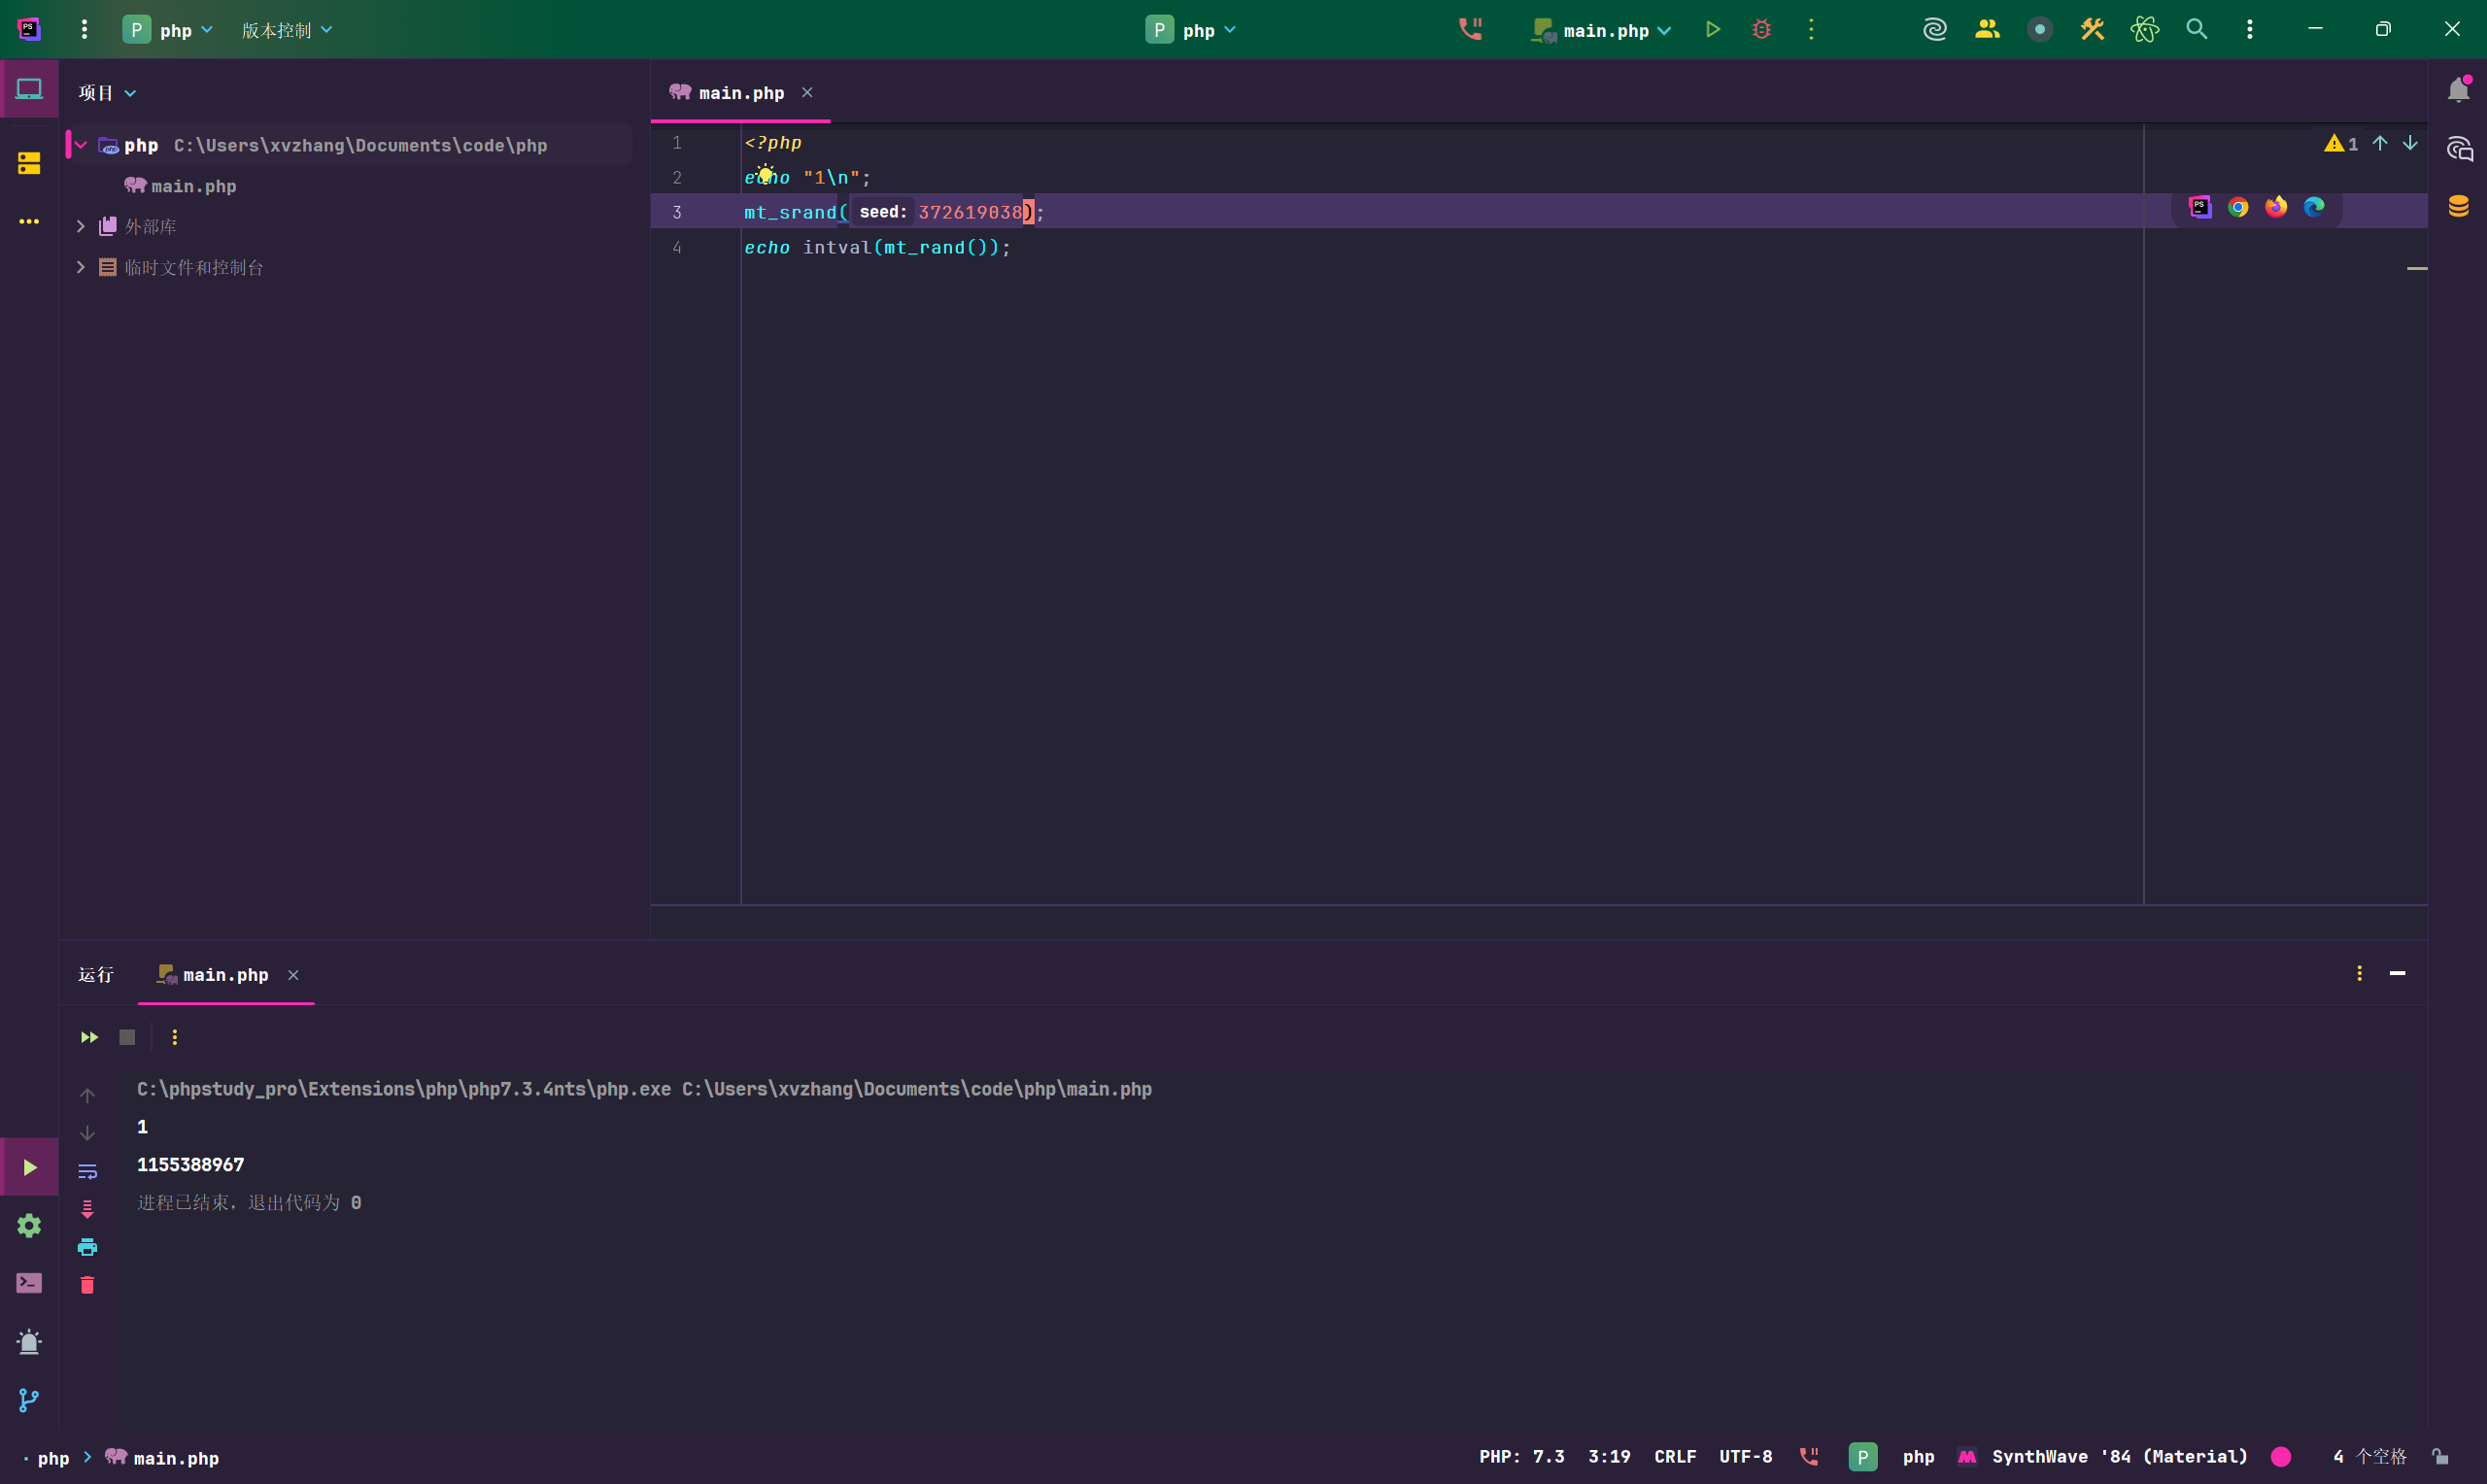 P php 版本控制 P php main.php
项目
main.php
php C:\Users\xvzhang\Documents\code\php
main.php
外部库
临时文件和控制台
1 <?php
2 echo "1\n";
3 mt_srand( seed: 372619038);
4 echo intval(mt_rand());
1
运行 main.php
C:\phpstudy_pro\Extensions\php\php7.3.4nts\php.exe C:\Users\xvzhang\Documents\code\php\main.php
1
1155388967
进程已结束，退出代码为 0
php main.php PHP: 7.3 3:19 CRLF UTF-8 P php SynthWave '84 (Material) 4 个空格